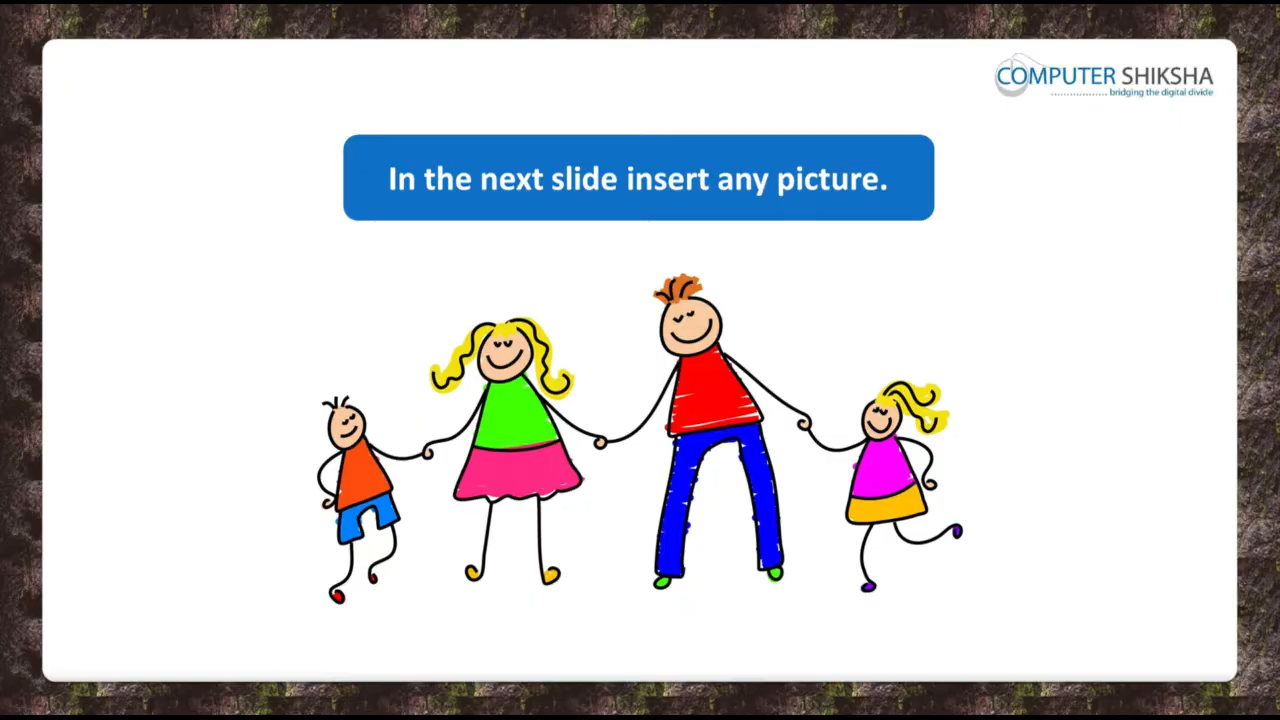 COMPUTER SHIKSHA
bridging the digital divide
In the next slide insert any picture.